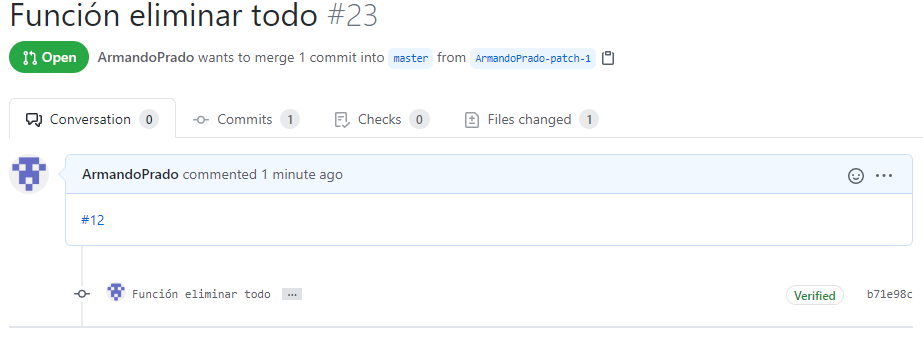 Función eliminar todo #23
Open ArmandoPrado wants to merge 1 commit into master from ArmandoPrado-patch-1
Conversation 0 Commits 1 Checks 0 Files changed 1
ArmandoPrado commented 1 minute ago
#12
Función eliminar todo ... Verified b71e98c